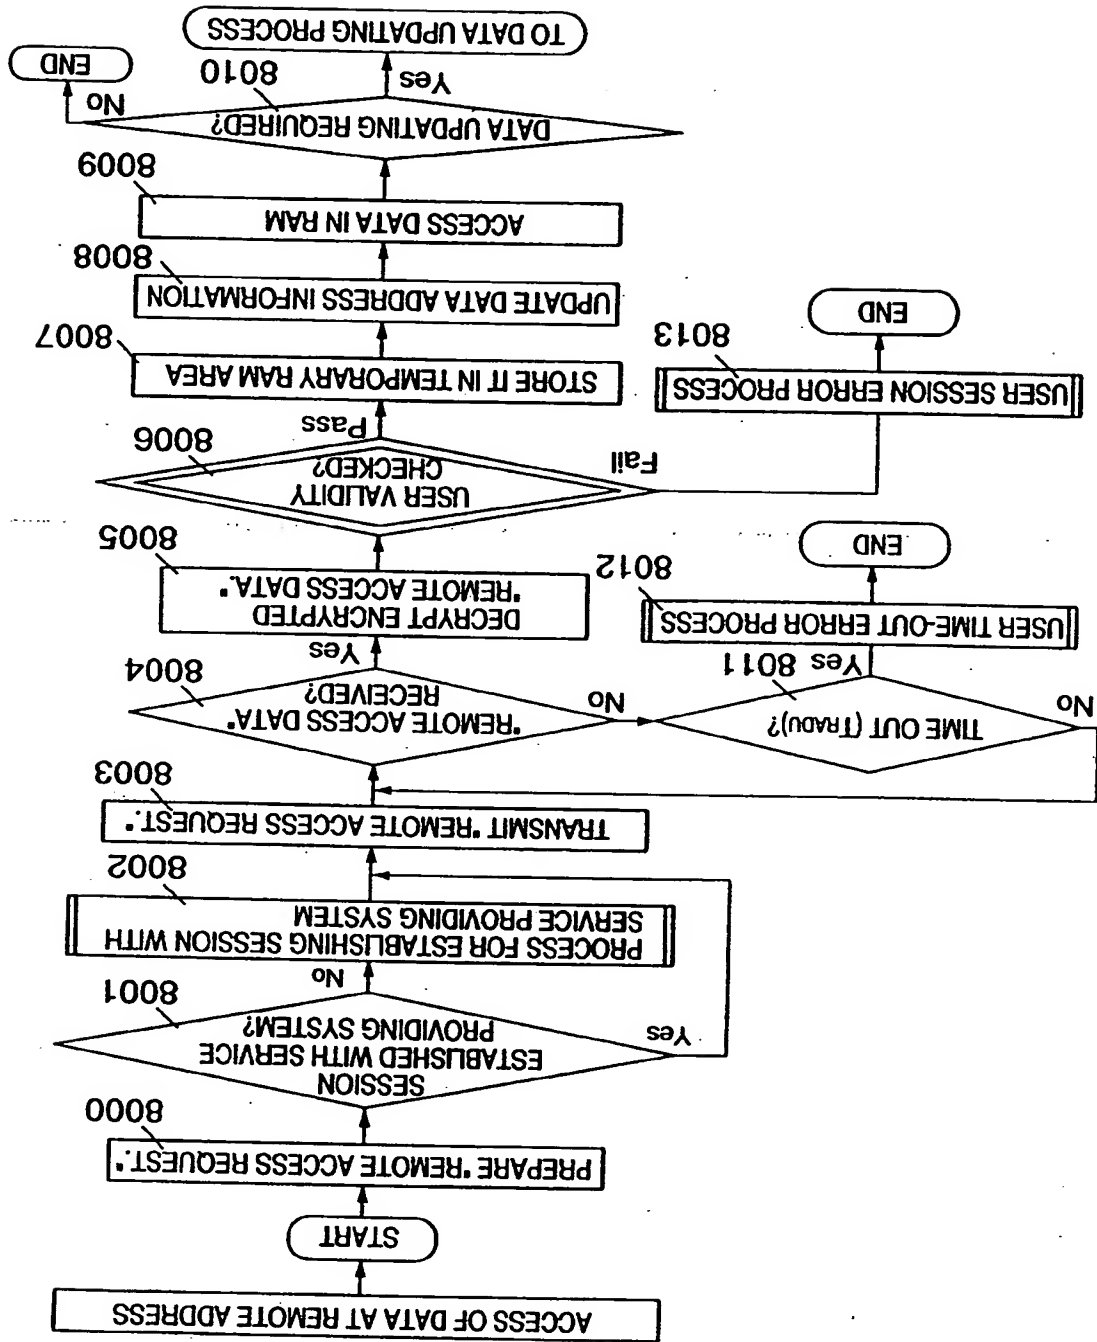 ACCESS OF DATA AT REMOTE ADDRESS
START
PREPARE "REMOTE ACCESS REQUEST."
8000
SESSION
ESTABLISHED WITH SERVICE
PROVIDING SYSTEM?
8001
Yes
No
PROCESS FOR ESTABLISHING SESSION WITH
SERVICE PROVIDING SYSTEM
8002
TRANSMIT "REMOTE ACCESS REQUEST."
8003
"REMOTE ACCESS DATA"
RECEIVED?
8004
No
Yes
TIME OUT (TRADU)?
8011
No
Yes
USER TIME-OUT ERROR PROCESS
8012
END
DECRYPT ENCRYPTED
"REMOTE ACCESS DATA."
8005
USER VALIDITY
CHECKED?
8006
Fail
Pass
USER SESSION ERROR PROCESS
8013
END
STORE IT IN TEMPORARY RAM AREA
8007
UPDATE DATA ADDRESS INFORMATION
8008
ACCESS DATA IN RAM
8009
DATA UPDATING REQUIRED?
8010
Yes
No
TO DATA UPDATING PROCESS
END